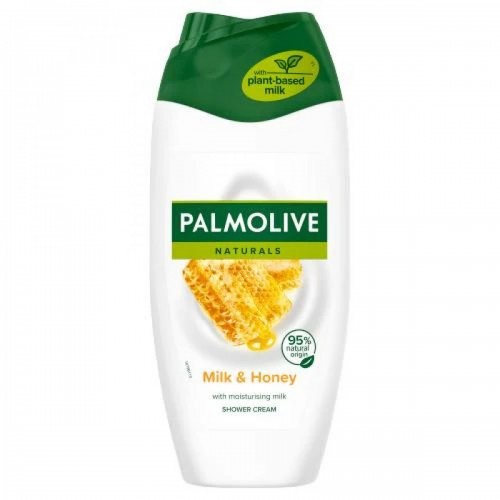 with
plant-based
milk
PALMOLIVE
NATURALS
95%
natural
origin
Milk & Honey
with moisturising milk
SHOWER CREAM